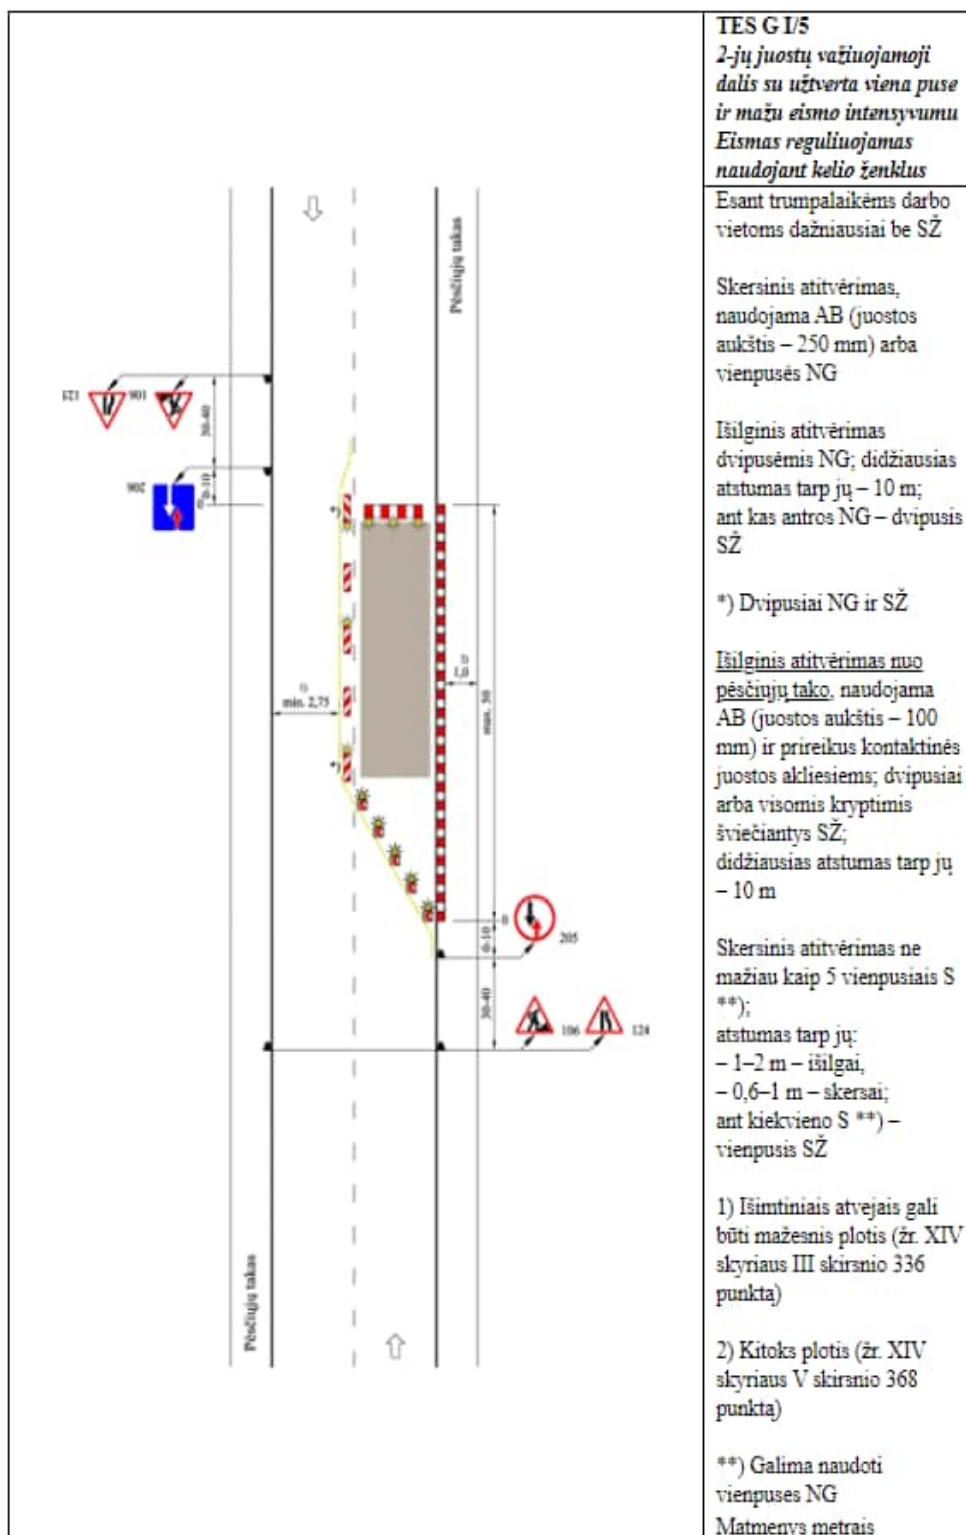 TES G I/5
2-jų juostų važiuojamoji
dalis su užtverta viena puse
ir mažu eismo intensyvumu
Eismas reguliuojamas
naudojant kelio ženklus
Esant trumpalaikėms darbo
vietoms dažniausiai be SŽ
Skersinis atitvėrimas,
naudojama AB (juostos
aukštis – 250 mm) arba
vienpusės NG
Išilginis atitvėrimas
dvipusėmis NG; didžiausias
atstumas tarp jų – 10 m;
ant kas antros NG – dvipusis
SŽ
*) Dvipusiai NG ir SŽ
Išilginis atitvėrimas nuo
pėsčiųjų tako, naudojama
AB (juostos aukštis – 100
mm) ir prireikus kontaktinės
juostos akliesiems; dvipusiai
arba visomis kryptimis
šviečiantys SŽ;
didžiausias atstumas tarp jų
– 10 m
Skersinis atitvėrimas ne
mažiau kaip 5 vienpusiais S
**);
atstumas tarp jų:
– 1–2 m – išilgai,
– 0,6–1 m – skersai;
ant kiekvieno S **) –
vienpusis SŽ
1) Išimtiniais atvejais gali
būti mažesnis plotis (žr. XIV
skyriaus III skirsnio 336
punktą)
2) Kitoks plotis (žr. XIV
skyriaus V skirsnio 368
punktą)
**) Galima naudoti
vienpuses NG
Matmenys metrais
Pėsčiųjų takas
30-40
206
0-10
0
*)
1)
min. 2,75
1,0
max. 50
*)
0
205
0-10
30-40
106
Pėsčiųjų takas